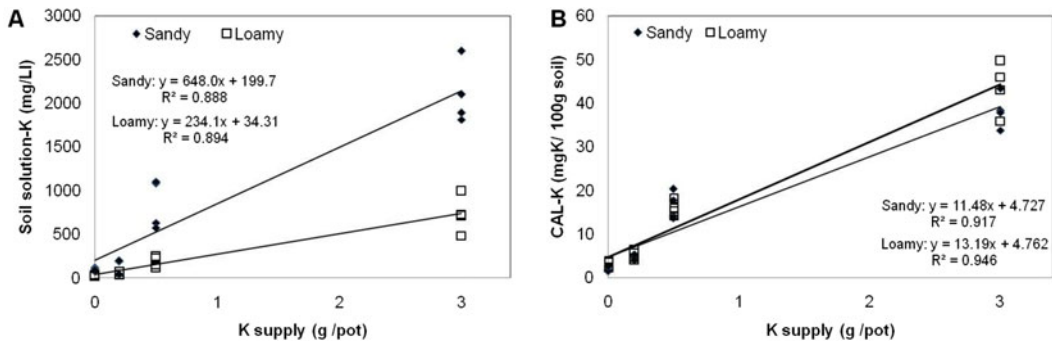 A
Sandy Loamy
Sandy: y = 648.0x + 199.7
R² = 0.888
Loamy: y = 234.1x + 34.31
R² = 0.894
Soil solution-K (mg/Ll)
3000
2500
2000
1500
1000
500
0
0 1 2 3
K supply (g /pot)
B
Sandy Loamy
CAL-K (mgK/ 100g soil)
60
50
40
30
20
10
0
Sandy: y = 11.48x + 4.727
R² = 0.917
Loamy: y = 13.19x + 4.762
R² = 0.946
0 1 2 3
K supply (g /pot)